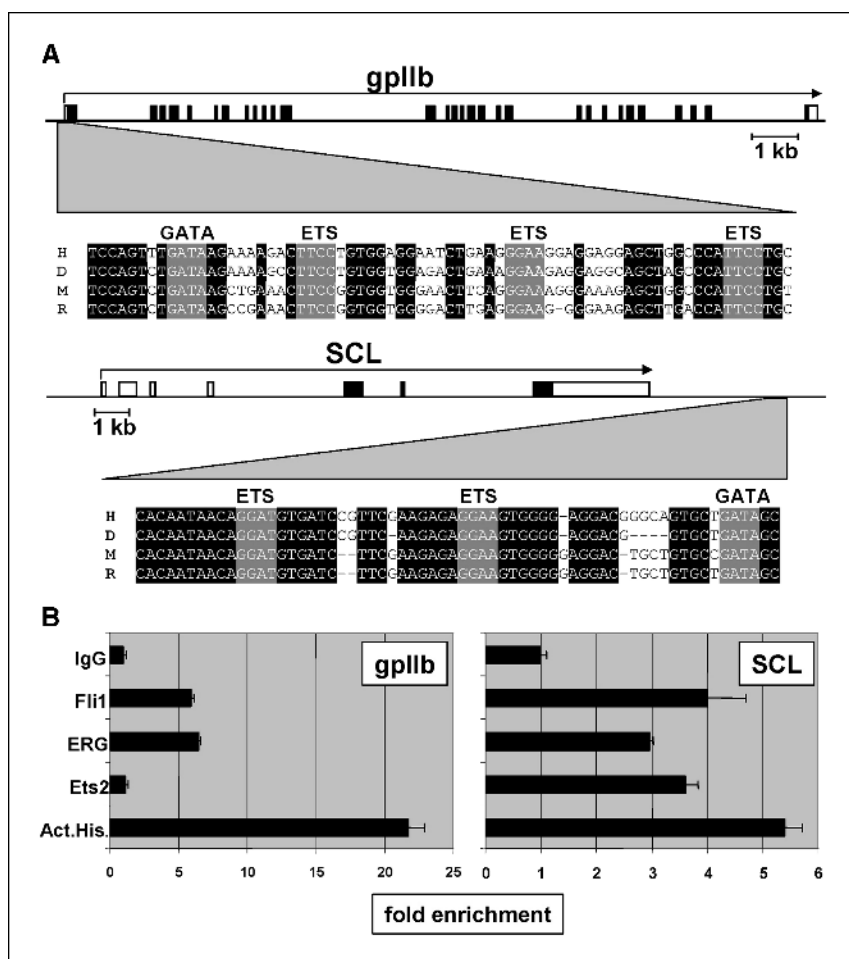 A
gpIIb
1 kb
GATA ETS ETS ETS
H TCCAGTTTGATAAGAAAAGACTTCCTGTGGAGGAATCTGAAGGGAAGGAGGAGGAGCTGGCCCATTCCTGC
D TCCAGTCTGATAAGAAAAGCCTTCCTGTGGTGGAGACTGAAGGGAAGAGGAGGCAGCTAGCCCATTCCTGC
M TCCAGTCTGATAAGCTGAAACTTCCGGTGGTGGGAACTTCAGGGAAAGGGAAAGAGCTGGCCCATTCCTGT
R TCCAGTCTGATAAGCCGAAACTTCCGGTGGTGGGGACTTGAGGGAAG-GGGAAGAGCTTGACCATTCCTGC
SCL
1 kb
ETS ETS GATA
H CACAATAACAGGATGTGATCCGTTCGAAGAGAGGAAGTGGGG-AGGACGGGCAGTGCTGATAGC
D CACAATAACAGGATGTGATCCGTTC-AAGAGAGGAAGTGGGG-AGGACG----GTGCTGATAGC
M CACAATAACAGGATGTGATC--TTCGAAGAGAGGAAGTGGGGGAGGAC-TGCTGTGCCGATAGC
R CACAATAACAGGATGTGATC--TTCGAAGAGAGGAAGTGGGGGAGGAC-TGCTGTGCTGATAGC
B
IgG
Fli1
ERG
Ets2
Act.His.
gpIIb
SCL
0 5 10 15 20 25
0 1 2 3 4 5 6
fold enrichment